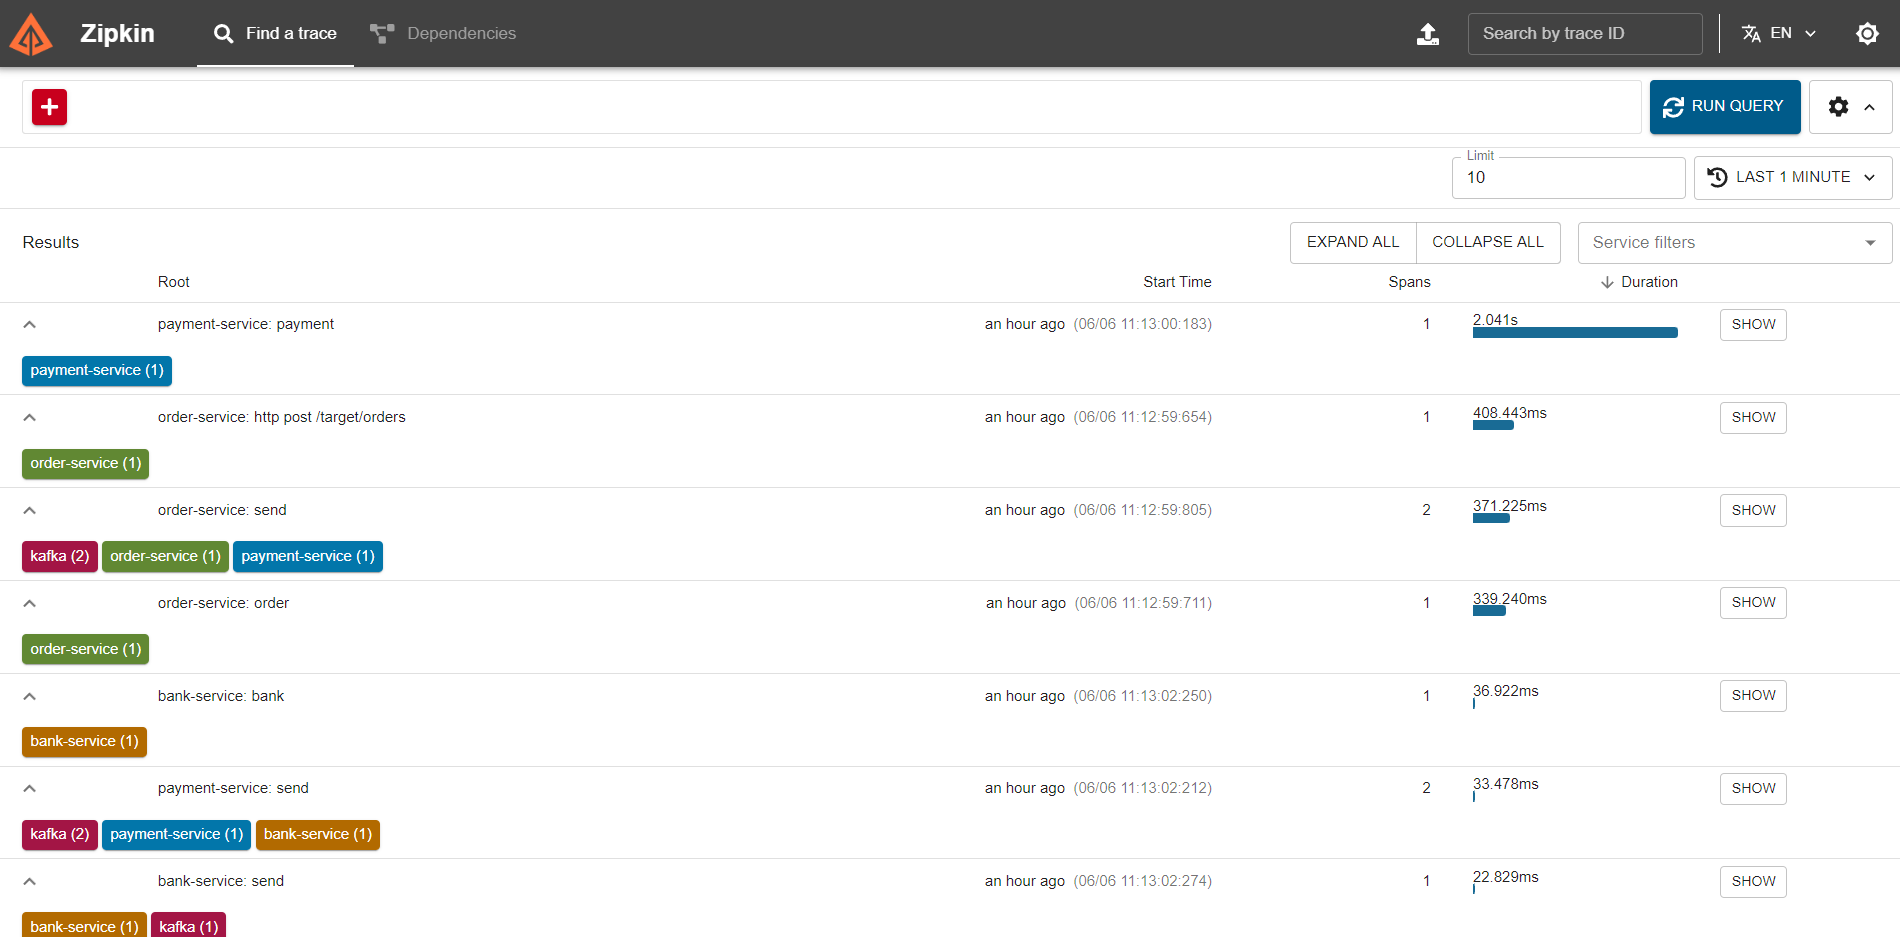 Zipkin Find a trace Dependencies Search by trace ID EN
RUN QUERY
Limit
10 LAST 1 MINUTE
Results EXPAND ALL COLLAPSE ALL Service filters
Root Start Time Spans Duration
payment-service: payment an hour ago (06/06 11:13:00:183) 1 2.041s SHOW
payment-service (1)
order-service: http post /target/orders an hour ago (06/06 11:12:59:654) 1 408.443ms SHOW
order-service (1)
order-service: send an hour ago (06/06 11:12:59:805) 2 371.225ms SHOW
kafka (2) order-service (1) payment-service (1)
order-service: order an hour ago (06/06 11:12:59:711) 1 339.240ms SHOW
order-service (1)
bank-service: bank an hour ago (06/06 11:13:02:250) 1 36.922ms SHOW
bank-service (1)
payment-service: send an hour ago (06/06 11:13:02:212) 2 33.478ms SHOW
kafka (2) payment-service (1) bank-service (1)
bank-service: send an hour ago (06/06 11:13:02:274) 1 22.829ms SHOW
bank-service (1) kafka (1)